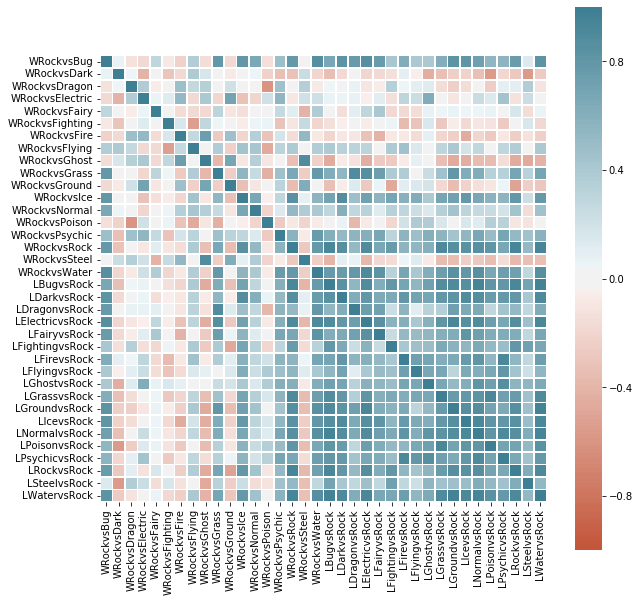 WRockvsBug
WRockvsDark
WRockvsDragon
WRockvsElectric
WRockvsFairy
WRockvsFighting
WRockvsFire
WRockvsFlying
WRockvsGhost
WRockvsGrass
WRockvsGround
WRockvsIce
WRockvsNormal
WRockvsPoison
WRockvsPsychic
WRockvsRock
WRockvsSteel
WRockvsWater
LBugvsRock
LDarkvsRock
LDragonvsRock
LElectricvsRock
LFairyvsRock
LFightingvsRock
LFirevsRock
LFlyingvsRock
LGhostvsRock
LGrassvsRock
LGroundvsRock
LIcevsRock
LNormalvsRock
LPoisonvsRock
LPsychicvsRock
LRockvsRock
LSteelvsRock
LWatervsRock
WRockvsBug
WRockvsDark
WRockvsDragon
WRockvsElectric
WRockvsFairy
WRockvsFighting
WRockvsFire
WRockvsFlying
WRockvsGhost
WRockvsGrass
WRockvsGround
WRockvsIce
WRockvsNormal
WRockvsPoison
WRockvsPsychic
WRockvsRock
WRockvsSteel
WRockvsWater
LBugvsRock
LDarkvsRock
LDragonvsRock
LElectricvsRock
LFairyvsRock
LFightingvsRock
LFirevsRock
LFlyingvsRock
LGhostvsRock
LGrassvsRock
LGroundvsRock
LIcevsRock
LNormalvsRock
LPoisonvsRock
LPsychicvsRock
LRockvsRock
LSteelvsRock
LWatervsRock
0.8
0.4
0.0
−0.4
−0.8